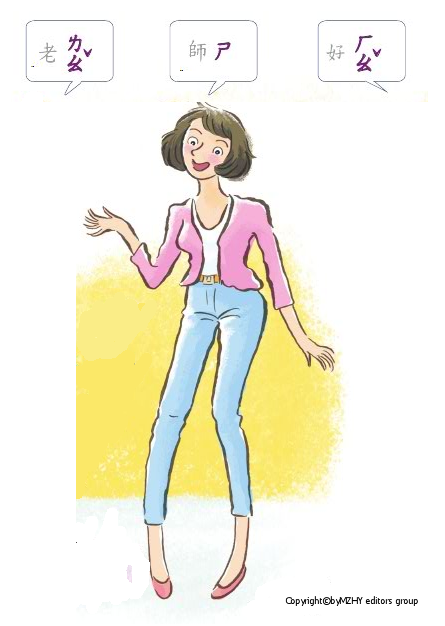 老 ㄌㄠˇ
師 ㄕ
好 ㄏㄠˇ
Copyright©byMZHY editors group